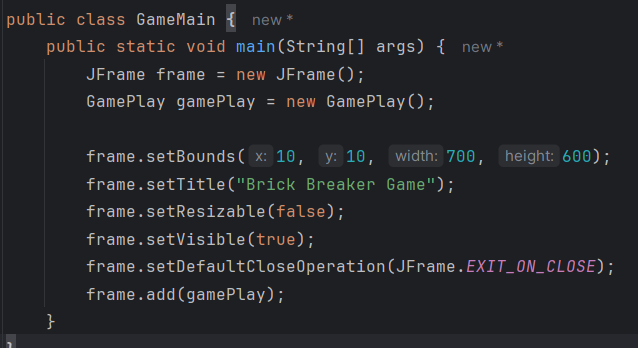 public class GameMain { new *
public static void main(String[] args) { new *
JFrame frame = new JFrame();
GamePlay gamePlay = new GamePlay();
frame.setBounds( x: 10, y: 10, width: 700, height: 600);
frame.setTitle("Brick Breaker Game");
frame.setResizable(false);
frame.setVisible(true);
frame.setDefaultCloseOperation(JFrame.EXIT_ON_CLOSE);
frame.add(gamePlay);
}
}